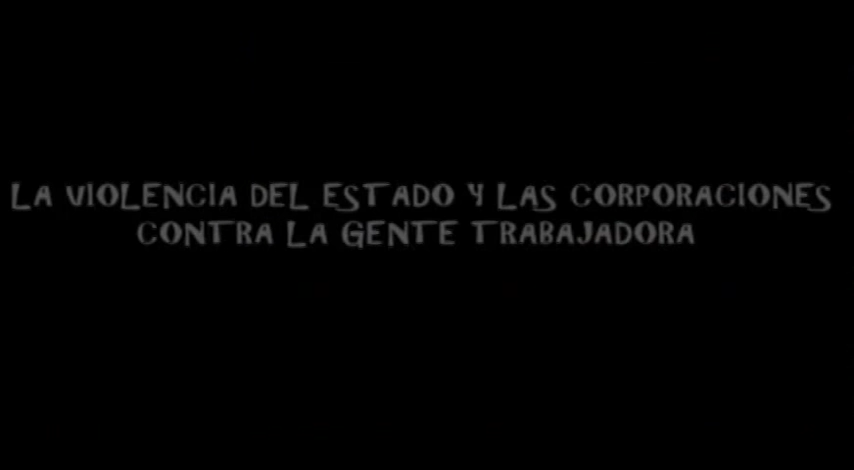 LA VIOLENCIA DEL ESTADO Y LAS CORPORACIONES
CONTRA LA GENTE TRABAJADORA